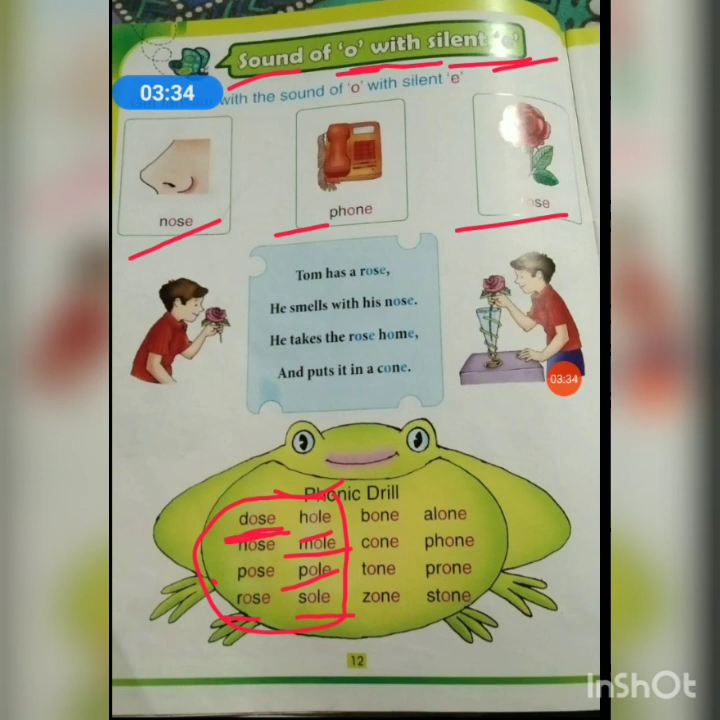 Sound of 'o' with silent 'e'
03:34
with the sound of 'o' with silent 'e'
nose
phone
Tom has a rose,
He smells with his nose.
He takes the rose home,
And puts it in a cone.
03:34
Phonic Drill
dose hole bone alone
nose mole cone phone
pose pole tone prone
rose sole zone stone
12
InShOt